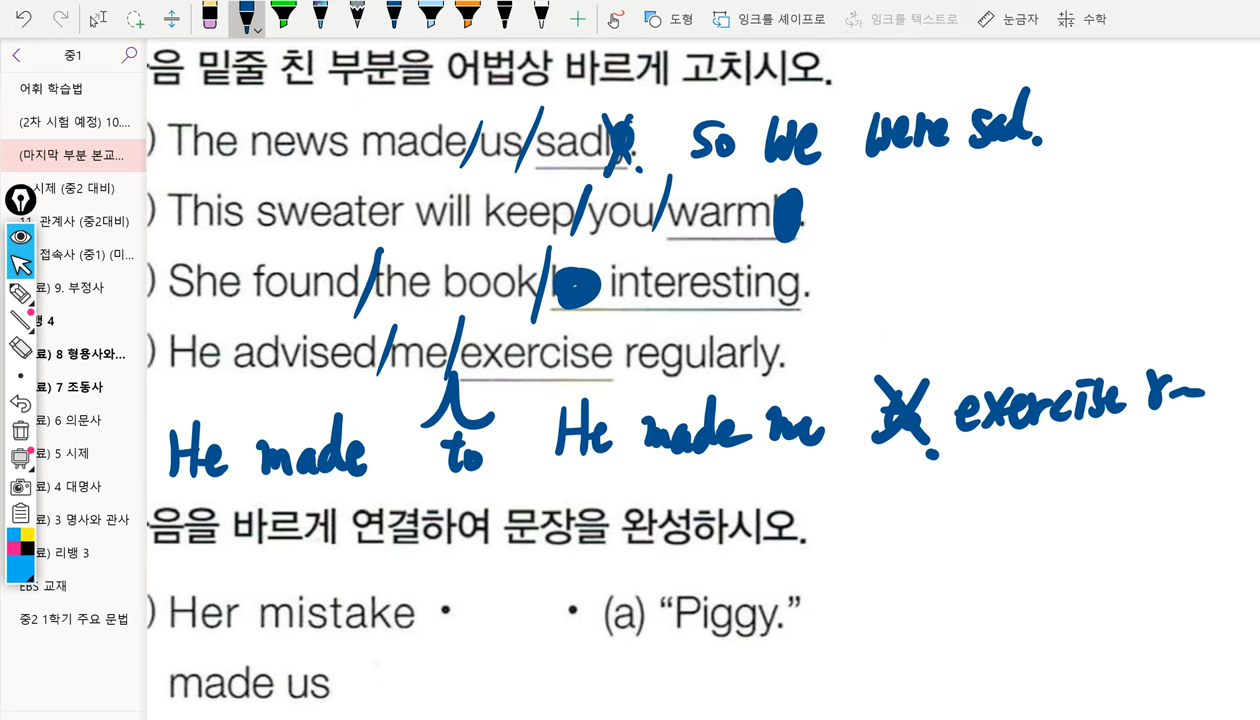 도형
잉크를 셰이프로
잉크를 텍스트로
눈금자
수학
중1
어휘 학습법
(2차 시험 예정) 10....
(마지막 부분 본교...
시제 (중2 대비)
11. 관계사 (중2대비)
접속사 (중1) (미...
료) 9. 부정사
뱅 4
료) 8 형용사와...
료) 7 조동사
료) 6 의문사
료) 5 시제
료) 4 대명사
료) 3 명사와 관사
료) 리뱅 3
EBS 교재
중2 1학기 주요 문법
음 밑줄 친 부분을 어법상 바르게 고치시오.
) The news made/us/sadly. so we were sad.
) This sweater will keep/you/warm.
) She found/the book/ interesting.
) He advised/me/exercise regularly.
He made to He made me exercise r
음을 바르게 연결하여 문장을 완성하시오.
) Her mistake • • (a) “Piggy.”
made us